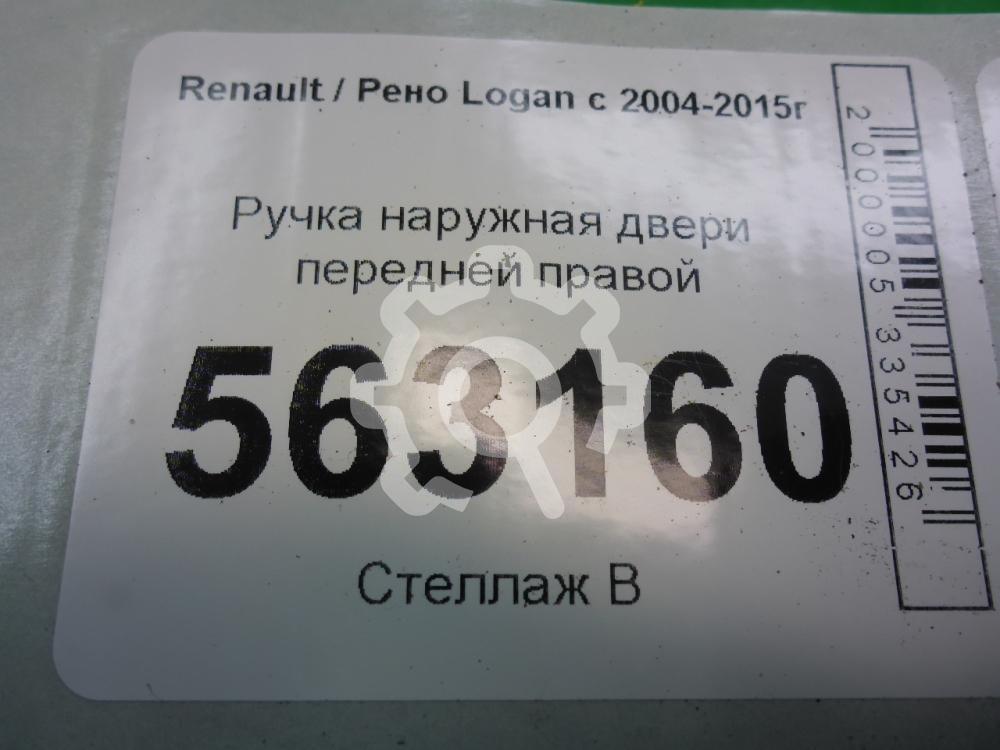 Renault / Рено Logan с 2004-2015г
Ручка наружная двери
передней правой
563160
Стеллаж В
2000005335426